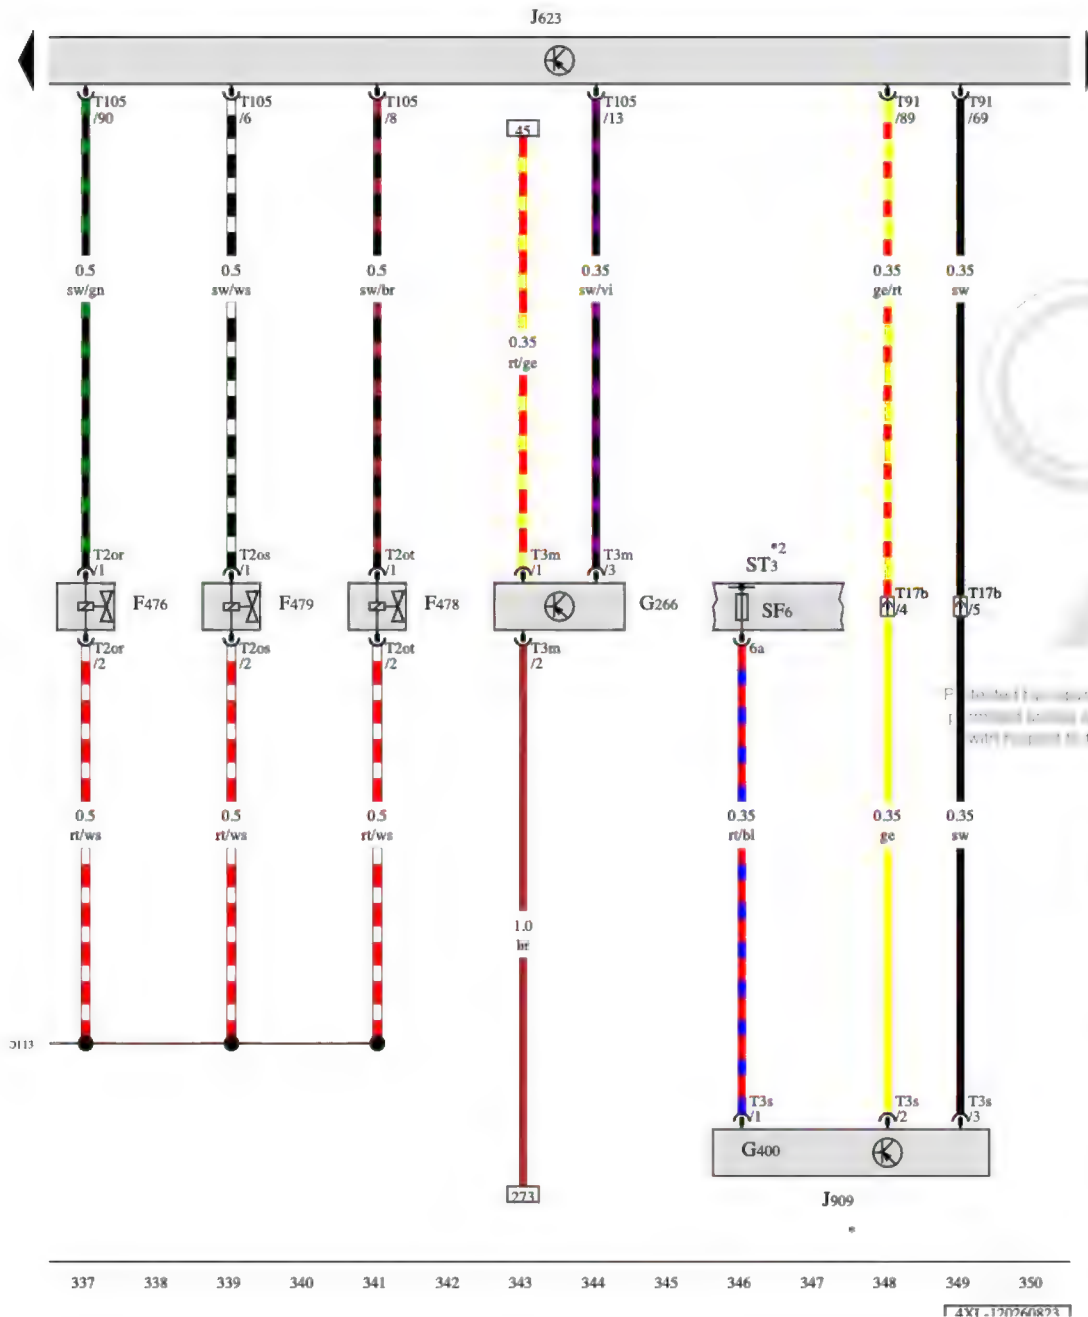 J623
T105 T105 T105 T105 T91 T91
/90 /6 /8 /13 /89 /69
45
0.5 0.5 0.5 0.35 0.35 0.35
sw/gn sw/ws sw/br sw/vi ge/rt sw
0.35
rt/ge
*2
T2or T2os T2ot T3m T3m ST3
/1 /1 /1 /1 /3
T17b T17b
F476 F479 F478 G266 SF6 /4 /5
T2or T2os T2ot T3m 6a
/2 /2 /2 /2
0.5 0.5 0.5 0.35 0.35 0.35
rt/ws rt/ws rt/ws rt/bl ge sw
1.0
br
D113
T3s T3s T3s
/1 /2 /3
G400
273
J909
*
337 338 339 340 341 342 343 344 345 346 347 348 349 350
4XL-120260823